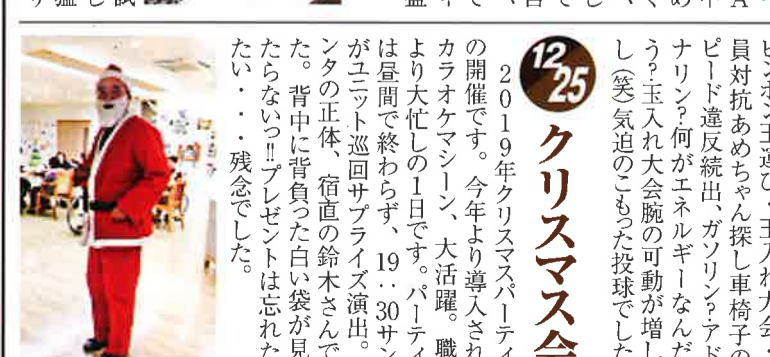 ンポン玉運び・玉入れ大会・
員対抗あめちゃん探し車椅子の
ピード違反続出、ガソリン?アド
ナリン?何がエネルギーなんだ
う?玉入れ大会腕の可動が増し
し(笑)気迫のこもった投球でした
12/25
クリスマス会
2019年クリスマスパーティ
の開催です。今年より導入され
カラオケマシーン、大活躍。職
より大忙しの1日です。パーティ
は昼間で終わらず、19:30サン
がユニット巡回サプライズ演出。
ンタの正体、宿直の鈴木さんで
た。背中に背負った白い袋が見
たらないっ!!プレゼントは忘れた
たい・・・残念でした。